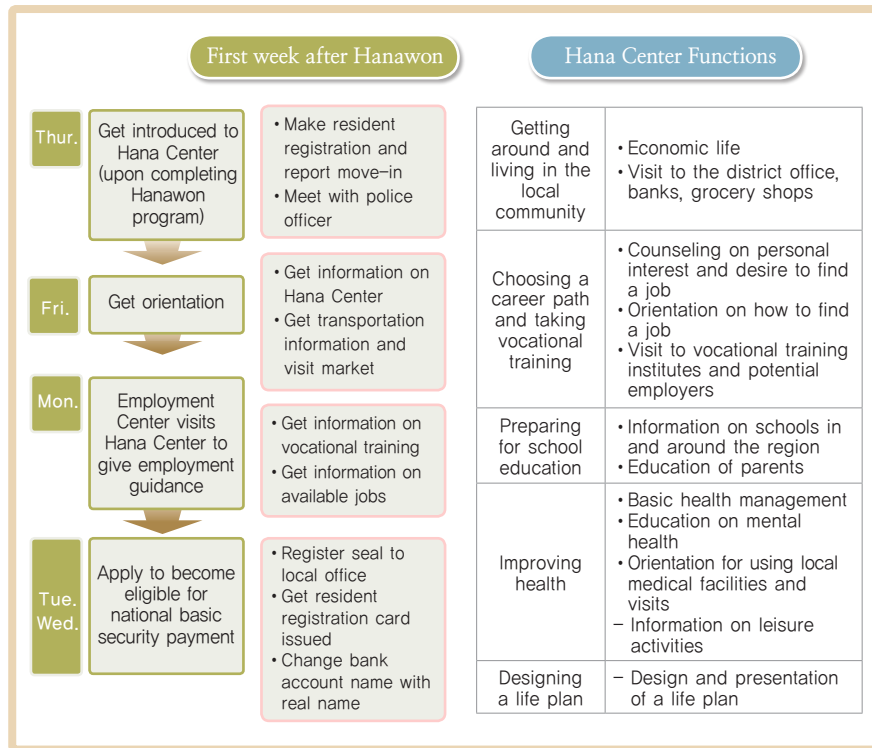 First week after Hanawon
Thur.
Get introduced to
Hana Center
(upon completing
Hanawon
program)
• Make resident
registration and
report move-in
• Meet with police
officer
Fri.
Get orientation
• Get information on
Hana Center
• Get transportation
information and
visit market
Mon.
Employment
Center visits
Hana Center to
give employment
guidance
• Get information on
vocational training
• Get information on
available jobs
Tue.
Wed.
Apply to become
eligible for
national basic
security payment
• Register seal to
local office
• Get resident
registration card
issued
• Change bank
account name with
real name
Hana Center Functions
Getting
around and
living in the
local
community
• Economic life
• Visit to the district office,
banks, grocery shops
Choosing a
career path
and taking
vocational
training
• Counseling on personal
interest and desire to find
a job
• Orientation on how to find
a job
• Visit to vocational training
institutes and potential
employers
Preparing
for school
education
• Information on schools in
and around the region
• Education of parents
Improving
health
• Basic health management
• Education on mental
health
• Orientation for using local
medical facilities and
visits
– Information on leisure
activities
Designing
a life plan
– Design and presentation
of a life plan